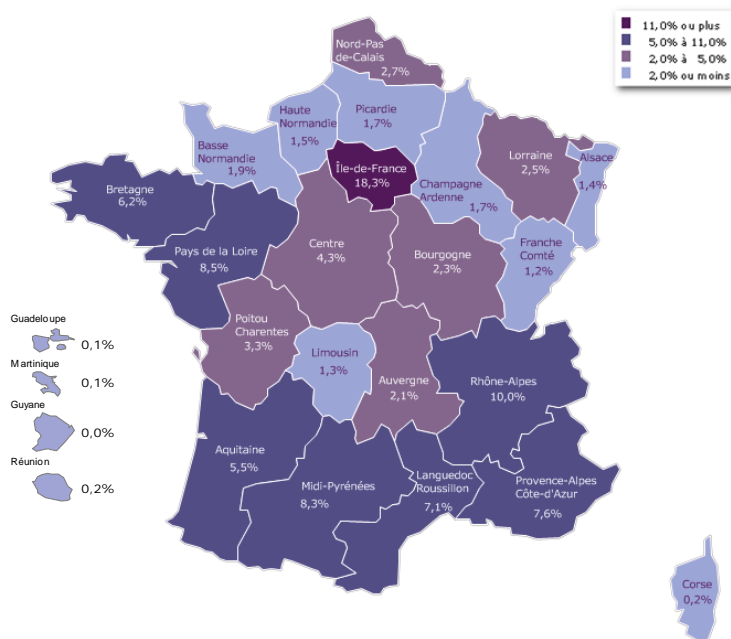 11,0% ou plus
5,0% à 11,0%
2,0% à 5,0%
2,0% ou moins
Nord-Pas
de-Calais
2,7%
Haute
Normandie
1,5%
Picardie
1,7%
Basse
Normandie
1,9%
Île-de-France
18,3%
Champagne
Ardenne
1,7%
Lorraine
2,5%
Alsace
1,4%
Bretagne
6,2%
Pays de la Loire
8,5%
Centre
4,3%
Bourgogne
2,3%
Franche
Comté
1,2%
Poitou
Charentes
3,3%
Limousin
1,3%
Auvergne
2,1%
Rhône-Alpes
10,0%
Guadeloupe
0,1%
Martinique
0,1%
Guyane
0,0%
Réunion
0,2%
Aquitaine
5,5%
Midi-Pyrénées
8,3%
Languedoc
Roussillon
7,1%
Provence-Alpes
Côte-d'Azur
7,6%
Corse
0,2%